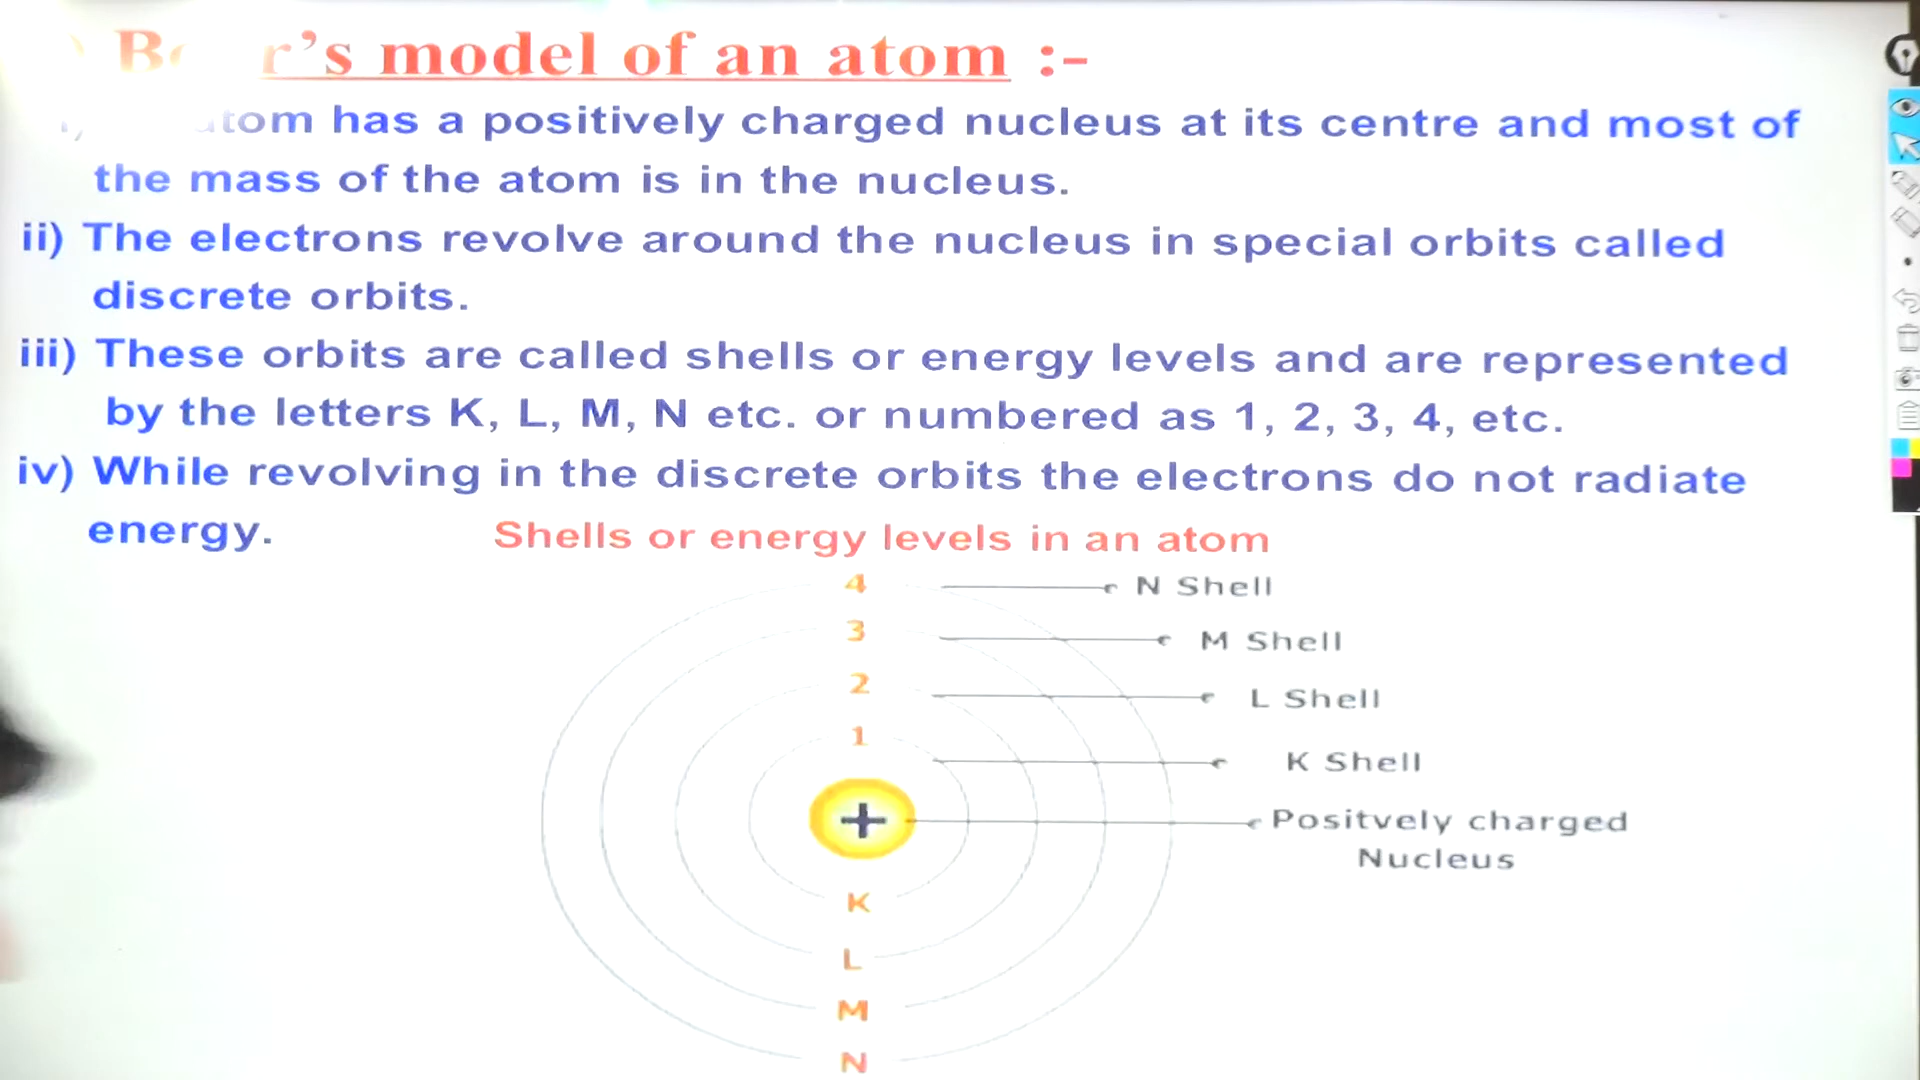 r's model of an atom :-
atom has a positively charged nucleus at its centre and most of
the mass of the atom is in the nucleus.
ii) The electrons revolve around the nucleus in special orbits called
discrete orbits.
iii) These orbits are called shells or energy levels and are represented
by the letters K, L, M, N etc. or numbered as 1, 2, 3, 4, etc.
iv) While revolving in the discrete orbits the electrons do not radiate
energy.
Shells or energy levels in an atom
4
N Shell
3
M Shell
2
L Shell
1
K Shell
+
Positvely charged
Nucleus
K
L
M
N